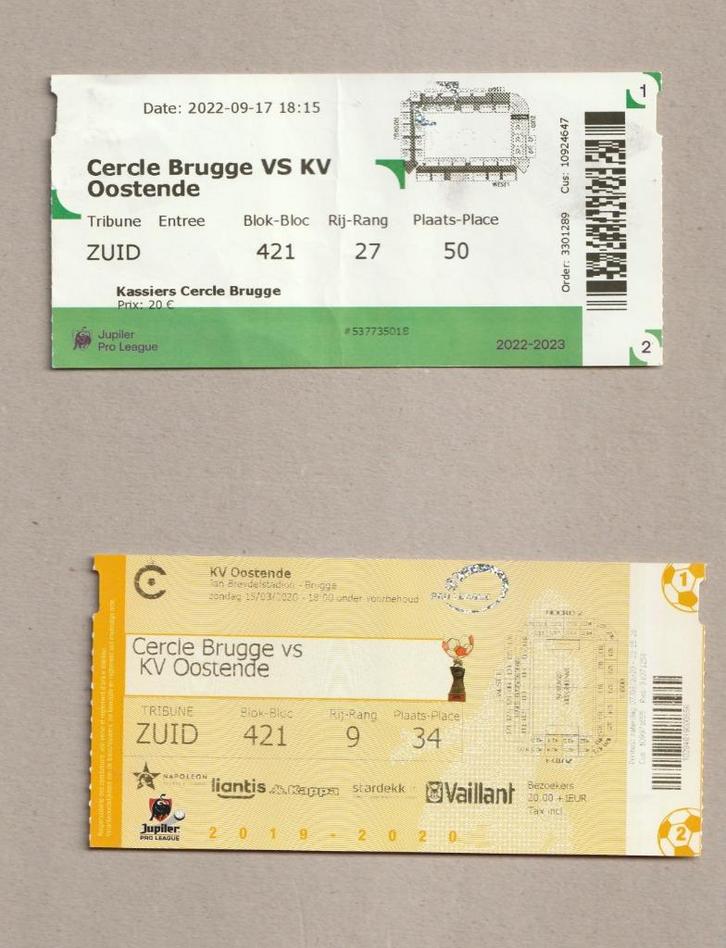 Date: 2022-09-17 18:15
Cercle Brugge VS KV
Oostende
Tribune Entree Blok-Bloc Rij-Rang Plaats-Place
ZUID 421 27 50
Kassiers Cercle Brugge
Prix: 20 €
Jupiler
Pro League
#537735018
2022-2023
Order: 3301289 Cus: 10924647
1
2
KV Oostende
Jan Breydelstadion - Brugge
zondag 15/03/2020 - 18:00 onder voorbehoud
PRO LEAGUE
Cercle Brugge vs
KV Oostende
TRIBUNE Blok-Bloc Rij-Rang Plaats-Place
ZUID 421 9 34
NAPOLEON liantis Kappa stardekk Vaillant
Bezoekers
20.00 EUR
Tax incl.
Jupiler
PRO LEAGUE
2019-2020
1
2